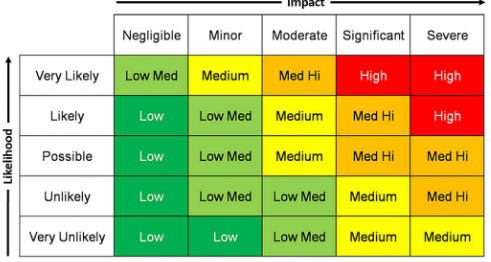 Impact
Negligible Minor Moderate Significant Severe
Very Likely Low Med Medium Med Hi High High
Likely Low Low Med Medium Med Hi High
Possible Low Low Med Medium Med Hi Med Hi
Unlikely Low Low Med Low Med Medium Med Hi
Very Unlikely Low Low Low Med Medium Medium
Likelihood